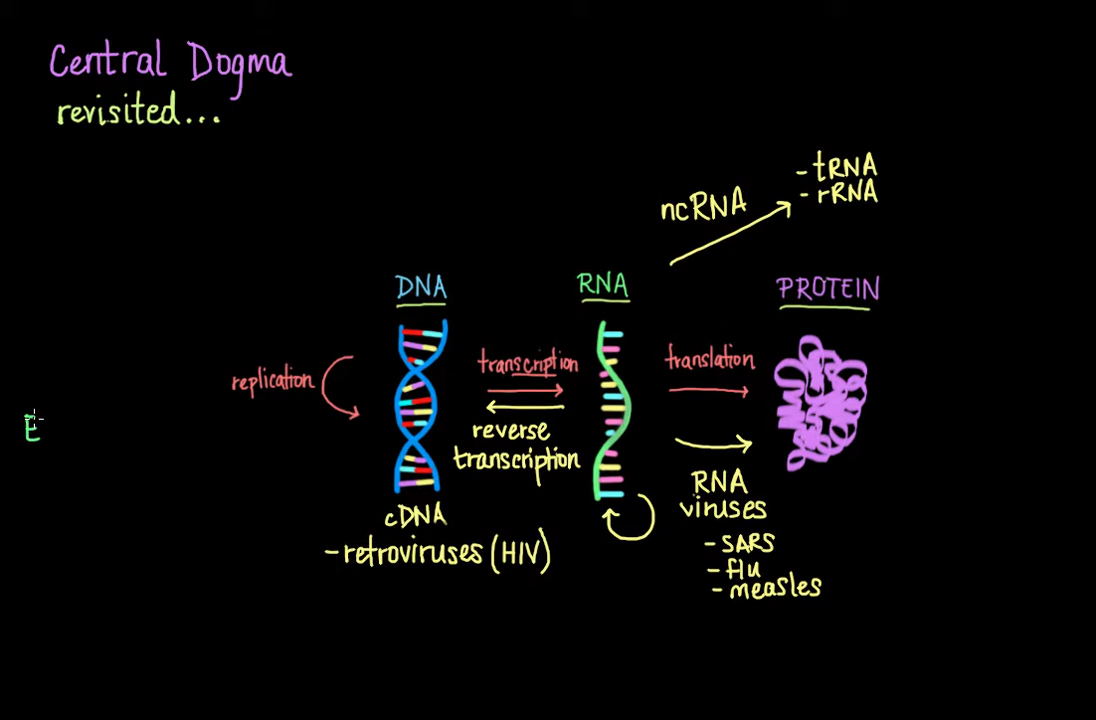 Central Dogma
revisited...
- tRNA
- rRNA
ncRNA
DNA
RNA
PROTEIN
replication
transcription
translation
reverse
transcription
E
cDNA
- retroviruses (HIV)
RNA
viruses
- SARS
- flu
- measles